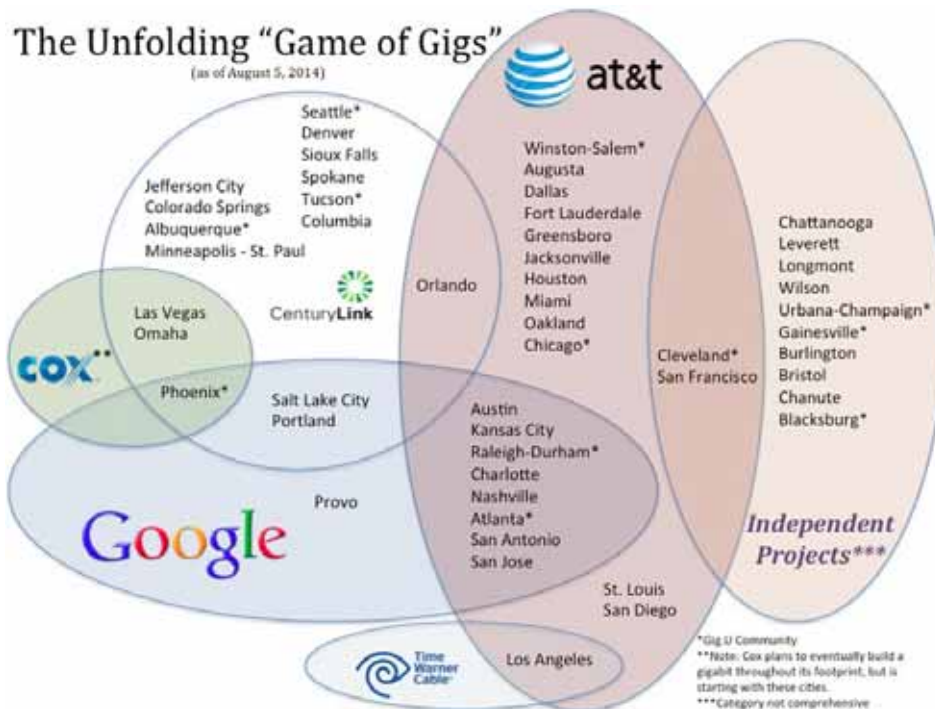 The Unfolding "Game of Gigs"
(as of August 5, 2014)
at&t
Seattle*
Denver
Sioux Falls
Spokane
Tucson*
Columbia
Jefferson City
Colorado Springs
Albuquerque*
Minneapolis - St. Paul
CenturyLink
Orlando
Winston-Salem*
Augusta
Dallas
Fort Lauderdale
Greensboro
Jacksonville
Houston
Miami
Oakland
Chicago*
Chattanooga
Leverett
Longmont
Wilson
Urbana-Champaign*
Gainesville*
Burlington
Bristol
Chanute
Blacksburg*
Las Vegas
Omaha
COX**
Phoenix*
Cleveland*
San Francisco
Salt Lake City
Portland
Austin
Kansas City
Raleigh-Durham*
Charlotte
Nashville
Atlanta*
San Antonio
San Jose
Provo
Google
Independent
Projects***
St. Louis
San Diego
Time
Warner
Cable
Los Angeles
*Gig.U Community
**Note: Cox plans to eventually build a
gigabit throughout its footprint, but is
starting with these cities.
***Category not comprehensive